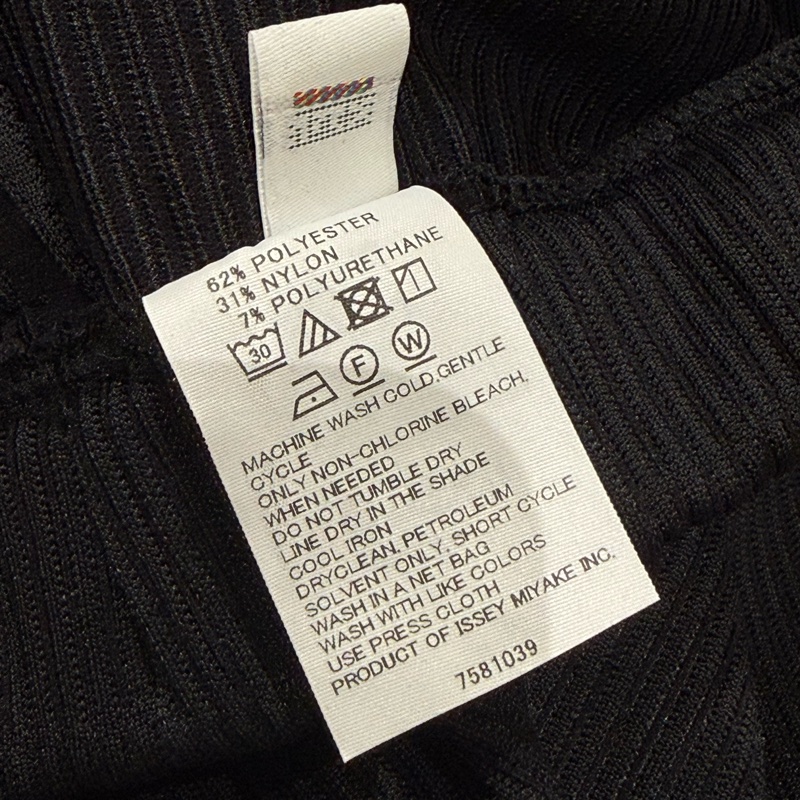 62% POLYESTER
31% NYLON
7% POLYURETHANE
30
F
W
MACHINE WASH COLD, GENTLE
CYCLE
ONLY NON-CHLORINE BLEACH,
WHEN NEEDED
DO NOT TUMBLE DRY
LINE DRY IN THE SHADE
COOL IRON
DRYCLEAN, PETROLEUM
SOLVENT ONLY. SHORT CYCLE
WASH IN A NET BAG
WASH WITH LIKE COLORS
USE PRESS CLOTH
PRODUCT OF ISSEY MIYAKE INC.
7581039